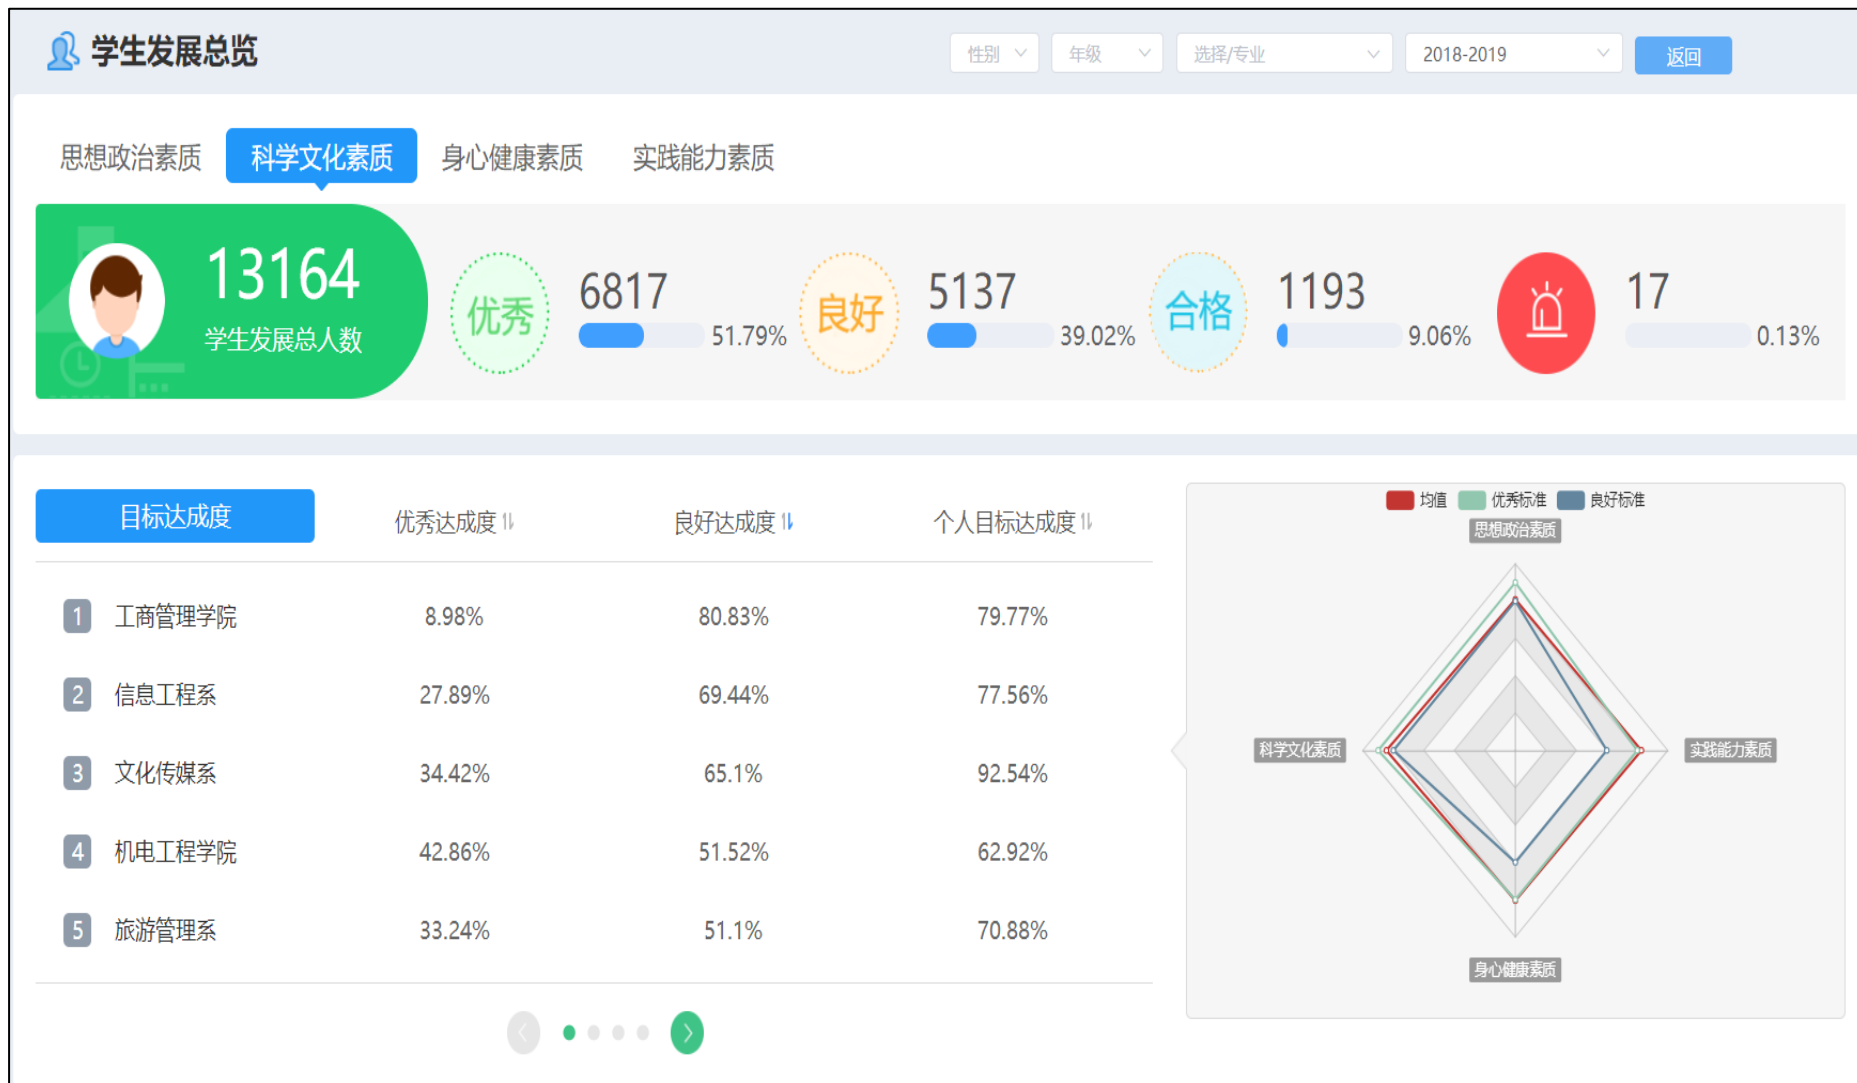 学生发展总览
性别 年级 选择/专业 2018-2019 返回
思想政治素质 科学文化素质 身心健康素质 实践能力素质
13164
学生发展总人数
优秀 6817 51.79%
良好 5137 39.02%
合格 1193 9.06%
17 0.13%
目标达成度 优秀达成度 良好达成度 个人目标达成度
1 工商管理学院 8.98% 80.83% 79.77%
2 信息工程系 27.89% 69.44% 77.56%
3 文化传媒系 34.42% 65.1% 92.54%
4 机电工程学院 42.86% 51.52% 62.92%
5 旅游管理系 33.24% 51.1% 70.88%
均值 优秀标准 良好标准
思想政治素质
科学文化素质 实践能力素质
身心健康素质